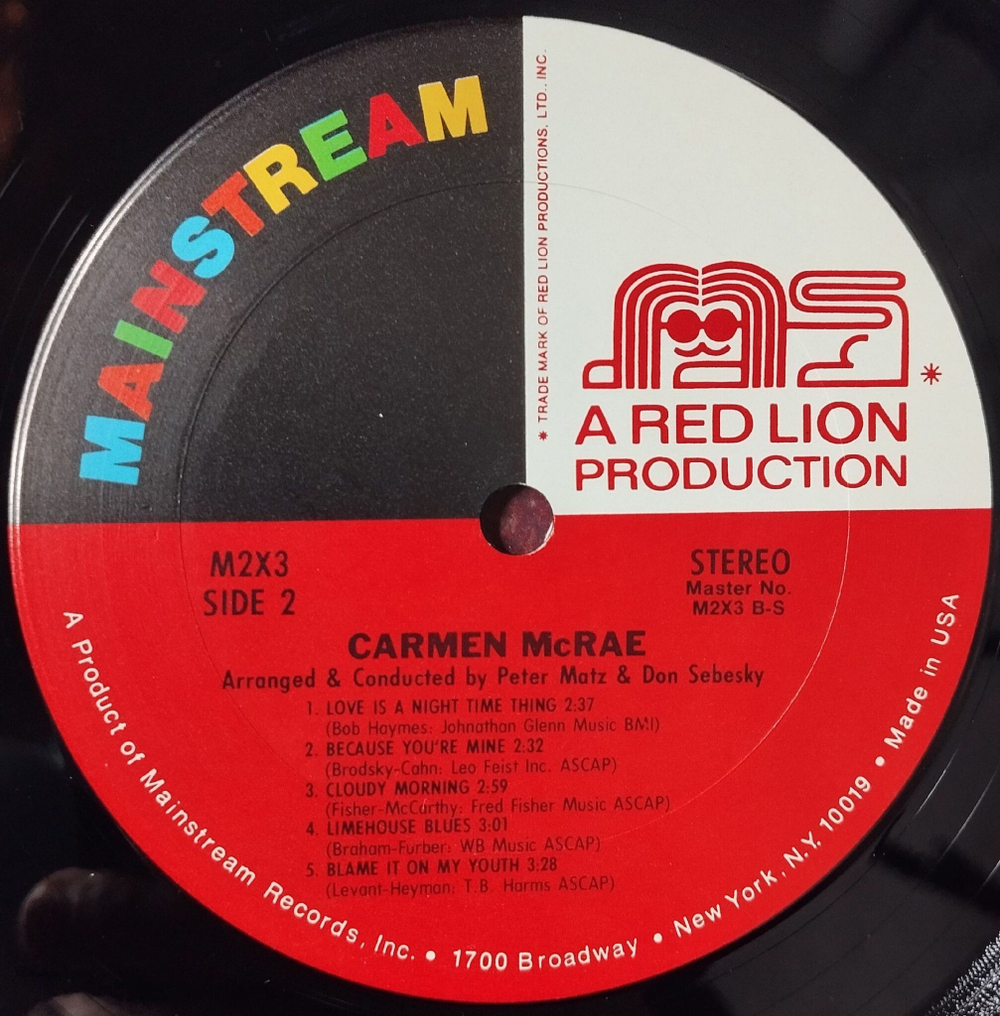 MAINSTREAM
* TRADE MARK OF RED LION PRODUCTIONS, LTD., INC.
*
A RED LION
PRODUCTION
M2X3
SIDE 2
STEREO
Master No.
M2X3 B-S
CARMEN McRAE
Arranged & Conducted by Peter Matz & Don Sebesky
1. LOVE IS A NIGHT TIME THING 2:37
(Bob Haymes: Johnathan Glenn Music BMI)
2. BECAUSE YOU'RE MINE 2:32
(Brodsky-Cahn: Leo Feist Inc. ASCAP)
3. CLOUDY MORNING 2:59
(Fisher-McCarthy: Fred Fisher Music ASCAP)
4. LIMEHOUSE BLUES 3:01
(Braham-Furber: WB Music ASCAP)
5. BLAME IT ON MY YOUTH 3:28
(Levant-Heyman: T.B. Harms ASCAP)
A Product of Mainstream Records, Inc. • 1700 Broadway • New York, N.Y. 10019 • Made in USA